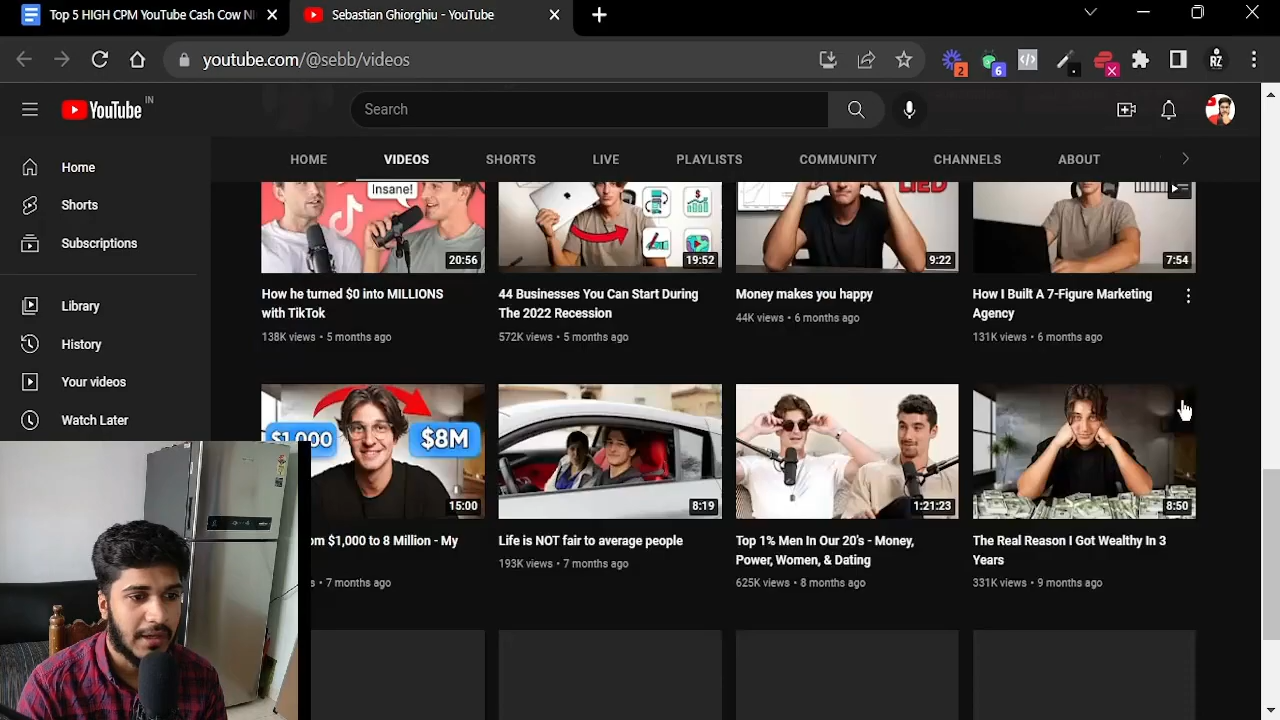 Top 5 HIGH CPM YouTube Cash Cow NI
Sebastian Ghiorghiu - YouTube
youtube.com/@sebb/videos
2
6
RZ
YouTube IN
Search
HOME
VIDEOS
SHORTS
LIVE
PLAYLISTS
COMMUNITY
CHANNELS
ABOUT
Home
Shorts
Subscriptions
Library
History
Your videos
Watch Later
Insane!
20:56
How he turned $0 into MILLIONS
with TikTok
138K views • 5 months ago
19:52
44 Businesses You Can Start During
The 2022 Recession
572K views • 5 months ago
LIED
9:22
Money makes you happy
44K views • 6 months ago
7:54
How I Built A 7-Figure Marketing
Agency
131K views • 6 months ago
$1,000
$8M
15:00
om $1,000 to 8 Million - My
s • 7 months ago
8:19
Life is NOT fair to average people
193K views • 7 months ago
1:21:23
Top 1% Men In Our 20's - Money,
Power, Women, & Dating
625K views • 8 months ago
8:50
The Real Reason I Got Wealthy In 3
Years
331K views • 9 months ago